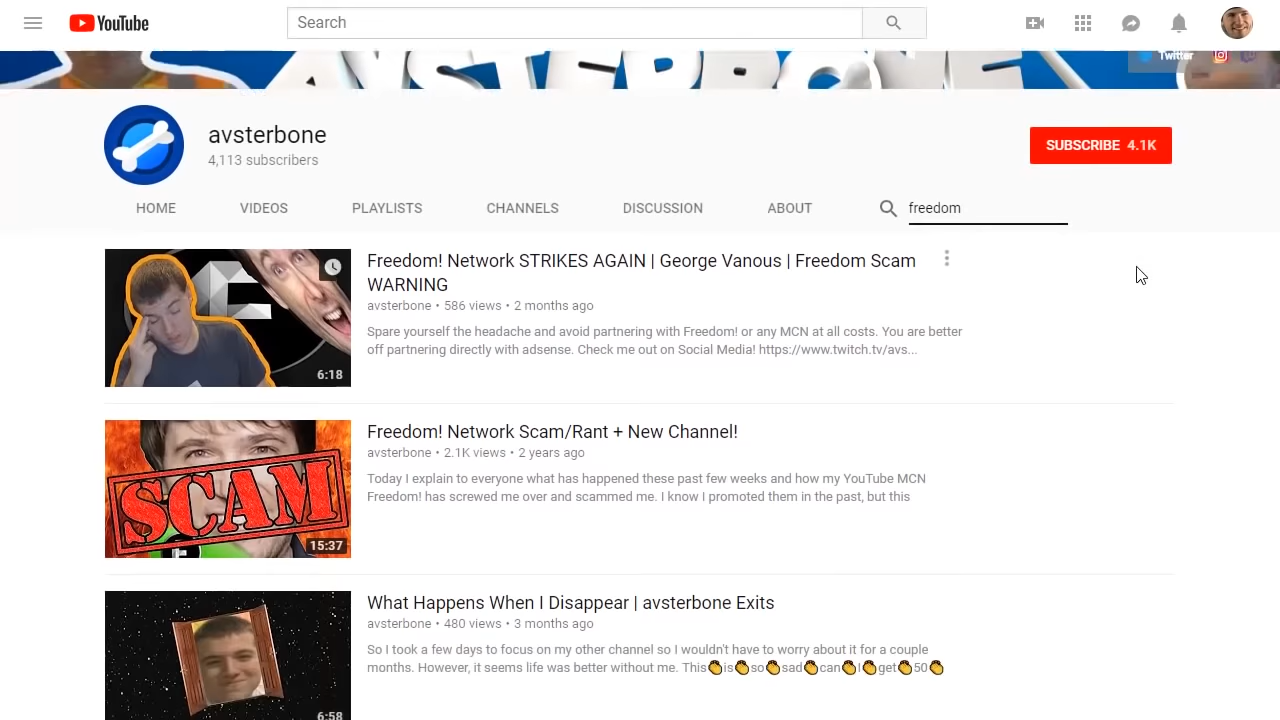 YouTube
Search
AVSTERBONE
Twitter
avsterbone
4,113 subscribers
SUBSCRIBE 4.1K
HOME VIDEOS PLAYLISTS CHANNELS DISCUSSION ABOUT freedom
Freedom! Network STRIKES AGAIN | George Vanous | Freedom Scam
WARNING
avsterbone • 586 views • 2 months ago
Spare yourself the headache and avoid partnering with Freedom! or any MCN at all costs. You are better
off partnering directly with adsense. Check me out on Social Media! https://www.twitch.tv/avs...
6:18
Freedom! Network Scam/Rant + New Channel!
avsterbone • 2.1K views • 2 years ago
Today I explain to everyone what has happened these past few weeks and how my YouTube MCN
Freedom! has screwed me over and scammed me. I know I promoted them in the past, but this
SCAM
15:37
What Happens When I Disappear | avsterbone Exits
avsterbone • 480 views • 3 months ago
So I took a few days to focus on my other channel so I wouldn't have to worry about it for a couple
months. However, it seems life was better without me. This👏is👏so👏sad👏can👏I👏get👏50👏
6:58